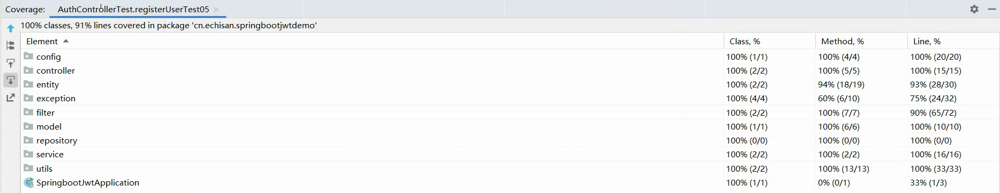 Coverage: AuthControllerTest.registerUserTest05
100% classes, 91% lines covered in package 'cn.echisan.springbootjwtdemo'
Element Class, % Method, % Line, %
config 100% (1/1) 100% (4/4) 100% (20/20)
controller 100% (2/2) 100% (5/5) 100% (15/15)
entity 100% (2/2) 94% (18/19) 93% (28/30)
exception 100% (4/4) 60% (6/10) 75% (24/32)
filter 100% (2/2) 100% (7/7) 90% (65/72)
model 100% (1/1) 100% (6/6) 100% (10/10)
repository 100% (0/0) 100% (0/0) 100% (0/0)
service 100% (2/2) 100% (2/2) 100% (16/16)
utils 100% (2/2) 100% (13/13) 100% (33/33)
SpringbootJwtApplication 100% (1/1) 0% (0/1) 33% (1/3)